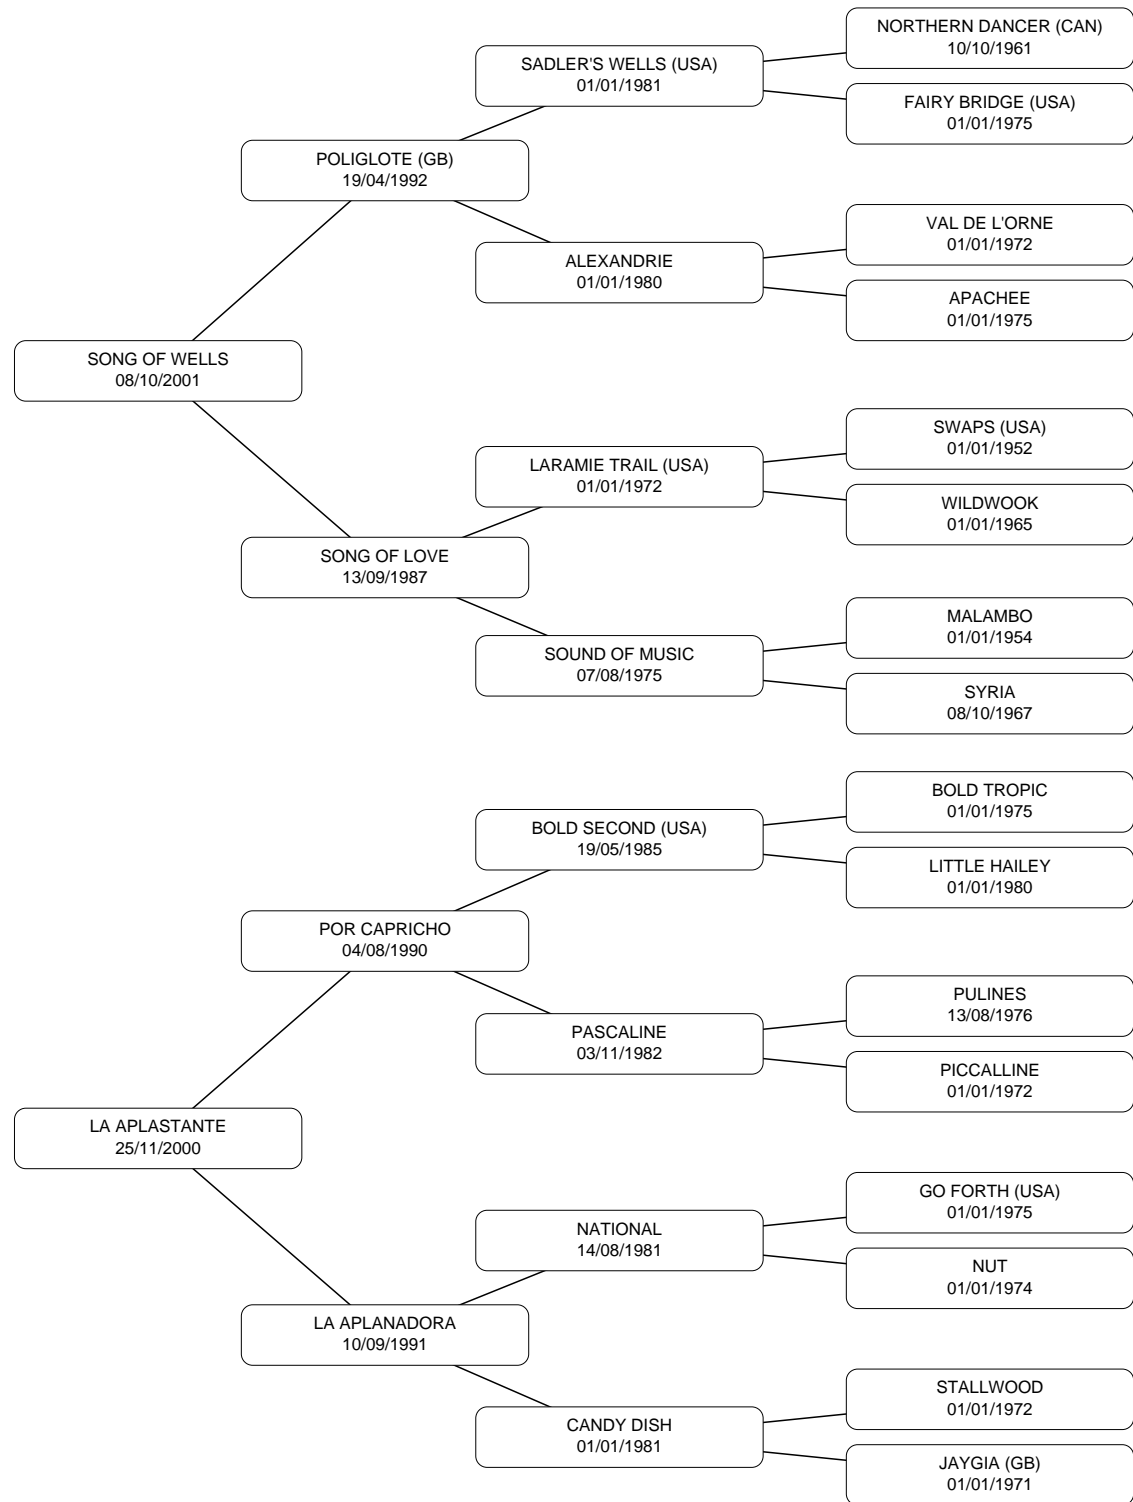 NORTHERN DANCER (CAN)
10/10/1961
SADLER'S WELLS (USA)
01/01/1981
FAIRY BRIDGE (USA)
01/01/1975
POLIGLOTE (GB)
19/04/1992
VAL DE L'ORNE
01/01/1972
ALEXANDRIE
01/01/1980
APACHEE
01/01/1975
SONG OF WELLS
08/10/2001
SWAPS (USA)
01/01/1952
LARAMIE TRAIL (USA)
01/01/1972
WILDWOOK
01/01/1965
SONG OF LOVE
13/09/1987
MALAMBO
01/01/1954
SOUND OF MUSIC
07/08/1975
SYRIA
08/10/1967
BOLD TROPIC
01/01/1975
BOLD SECOND (USA)
19/05/1985
LITTLE HAILEY
01/01/1980
POR CAPRICHO
04/08/1990
PULINES
13/08/1976
PASCALINE
03/11/1982
PICCALLINE
01/01/1972
LA APLASTANTE
25/11/2000
GO FORTH (USA)
01/01/1975
NATIONAL
14/08/1981
NUT
01/01/1974
LA APLANADORA
10/09/1991
STALLWOOD
01/01/1972
CANDY DISH
01/01/1981
JAYGIA (GB)
01/01/1971